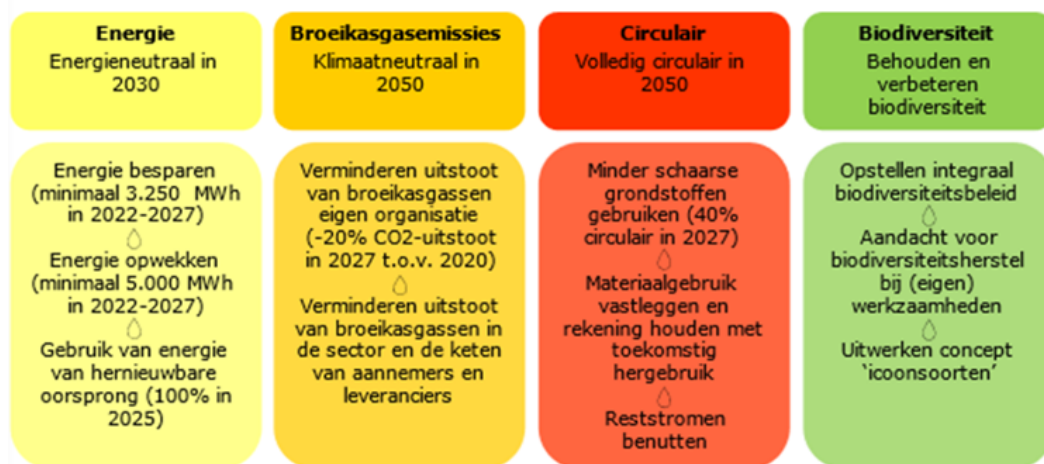 Energie
Energieneutraal in
2030
Broeikasgasemissies
Klimaatneutraal in
2050
Circulair
Volledig circulair in
2050
Biodiversiteit
Behouden en
verbeteren
biodiversiteit
Energie besparen
(minimaal 3.250 MWh
in 2022-2027)
Energie opwekken
(minimaal 5.000 MWh
in 2022-2027)
Gebruik van energie
van hernieuwbare
oorsprong (100% in
2025)
Verminderen uitstoot
van broeikasgassen
eigen organisatie
(-20% CO2-uitstoot
in 2027 t.o.v. 2020)
Verminderen uitstoot
van broeikasgassen in
de sector en de keten
van aannemers en
leveranciers
Minder schaarse
grondstoffen
gebruiken (40%
circulair in 2027)
Materiaalgebruik
vastleggen en
rekening houden met
toekomstig
hergebruik
Reststromen
benutten
Opstellen integraal
biodiversiteitsbeleid
Aandacht voor
biodiversiteitsherstel
bij (eigen)
werkzaamheden
Uitwerken concept
'icoonsoorten'